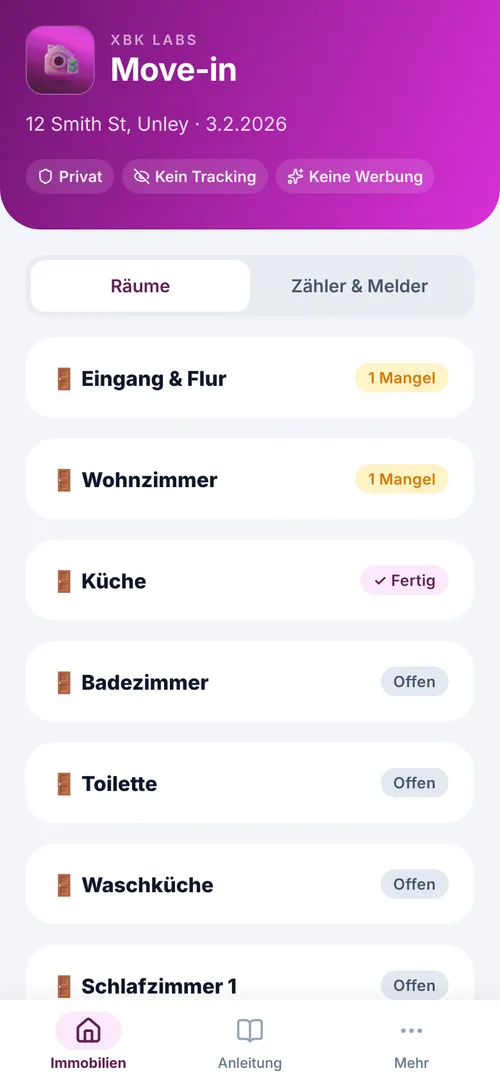 XBK LABS
Move-in
12 Smith St, Unley · 3.2.2026
Privat
Kein Tracking
Keine Werbung
Räume
Zähler & Melder
Eingang & Flur
1 Mangel
Wohnzimmer
1 Mangel
Küche
✓ Fertig
Badezimmer
Offen
Toilette
Offen
Waschküche
Offen
Schlafzimmer 1
Offen
Immobilien
Anleitung
Mehr